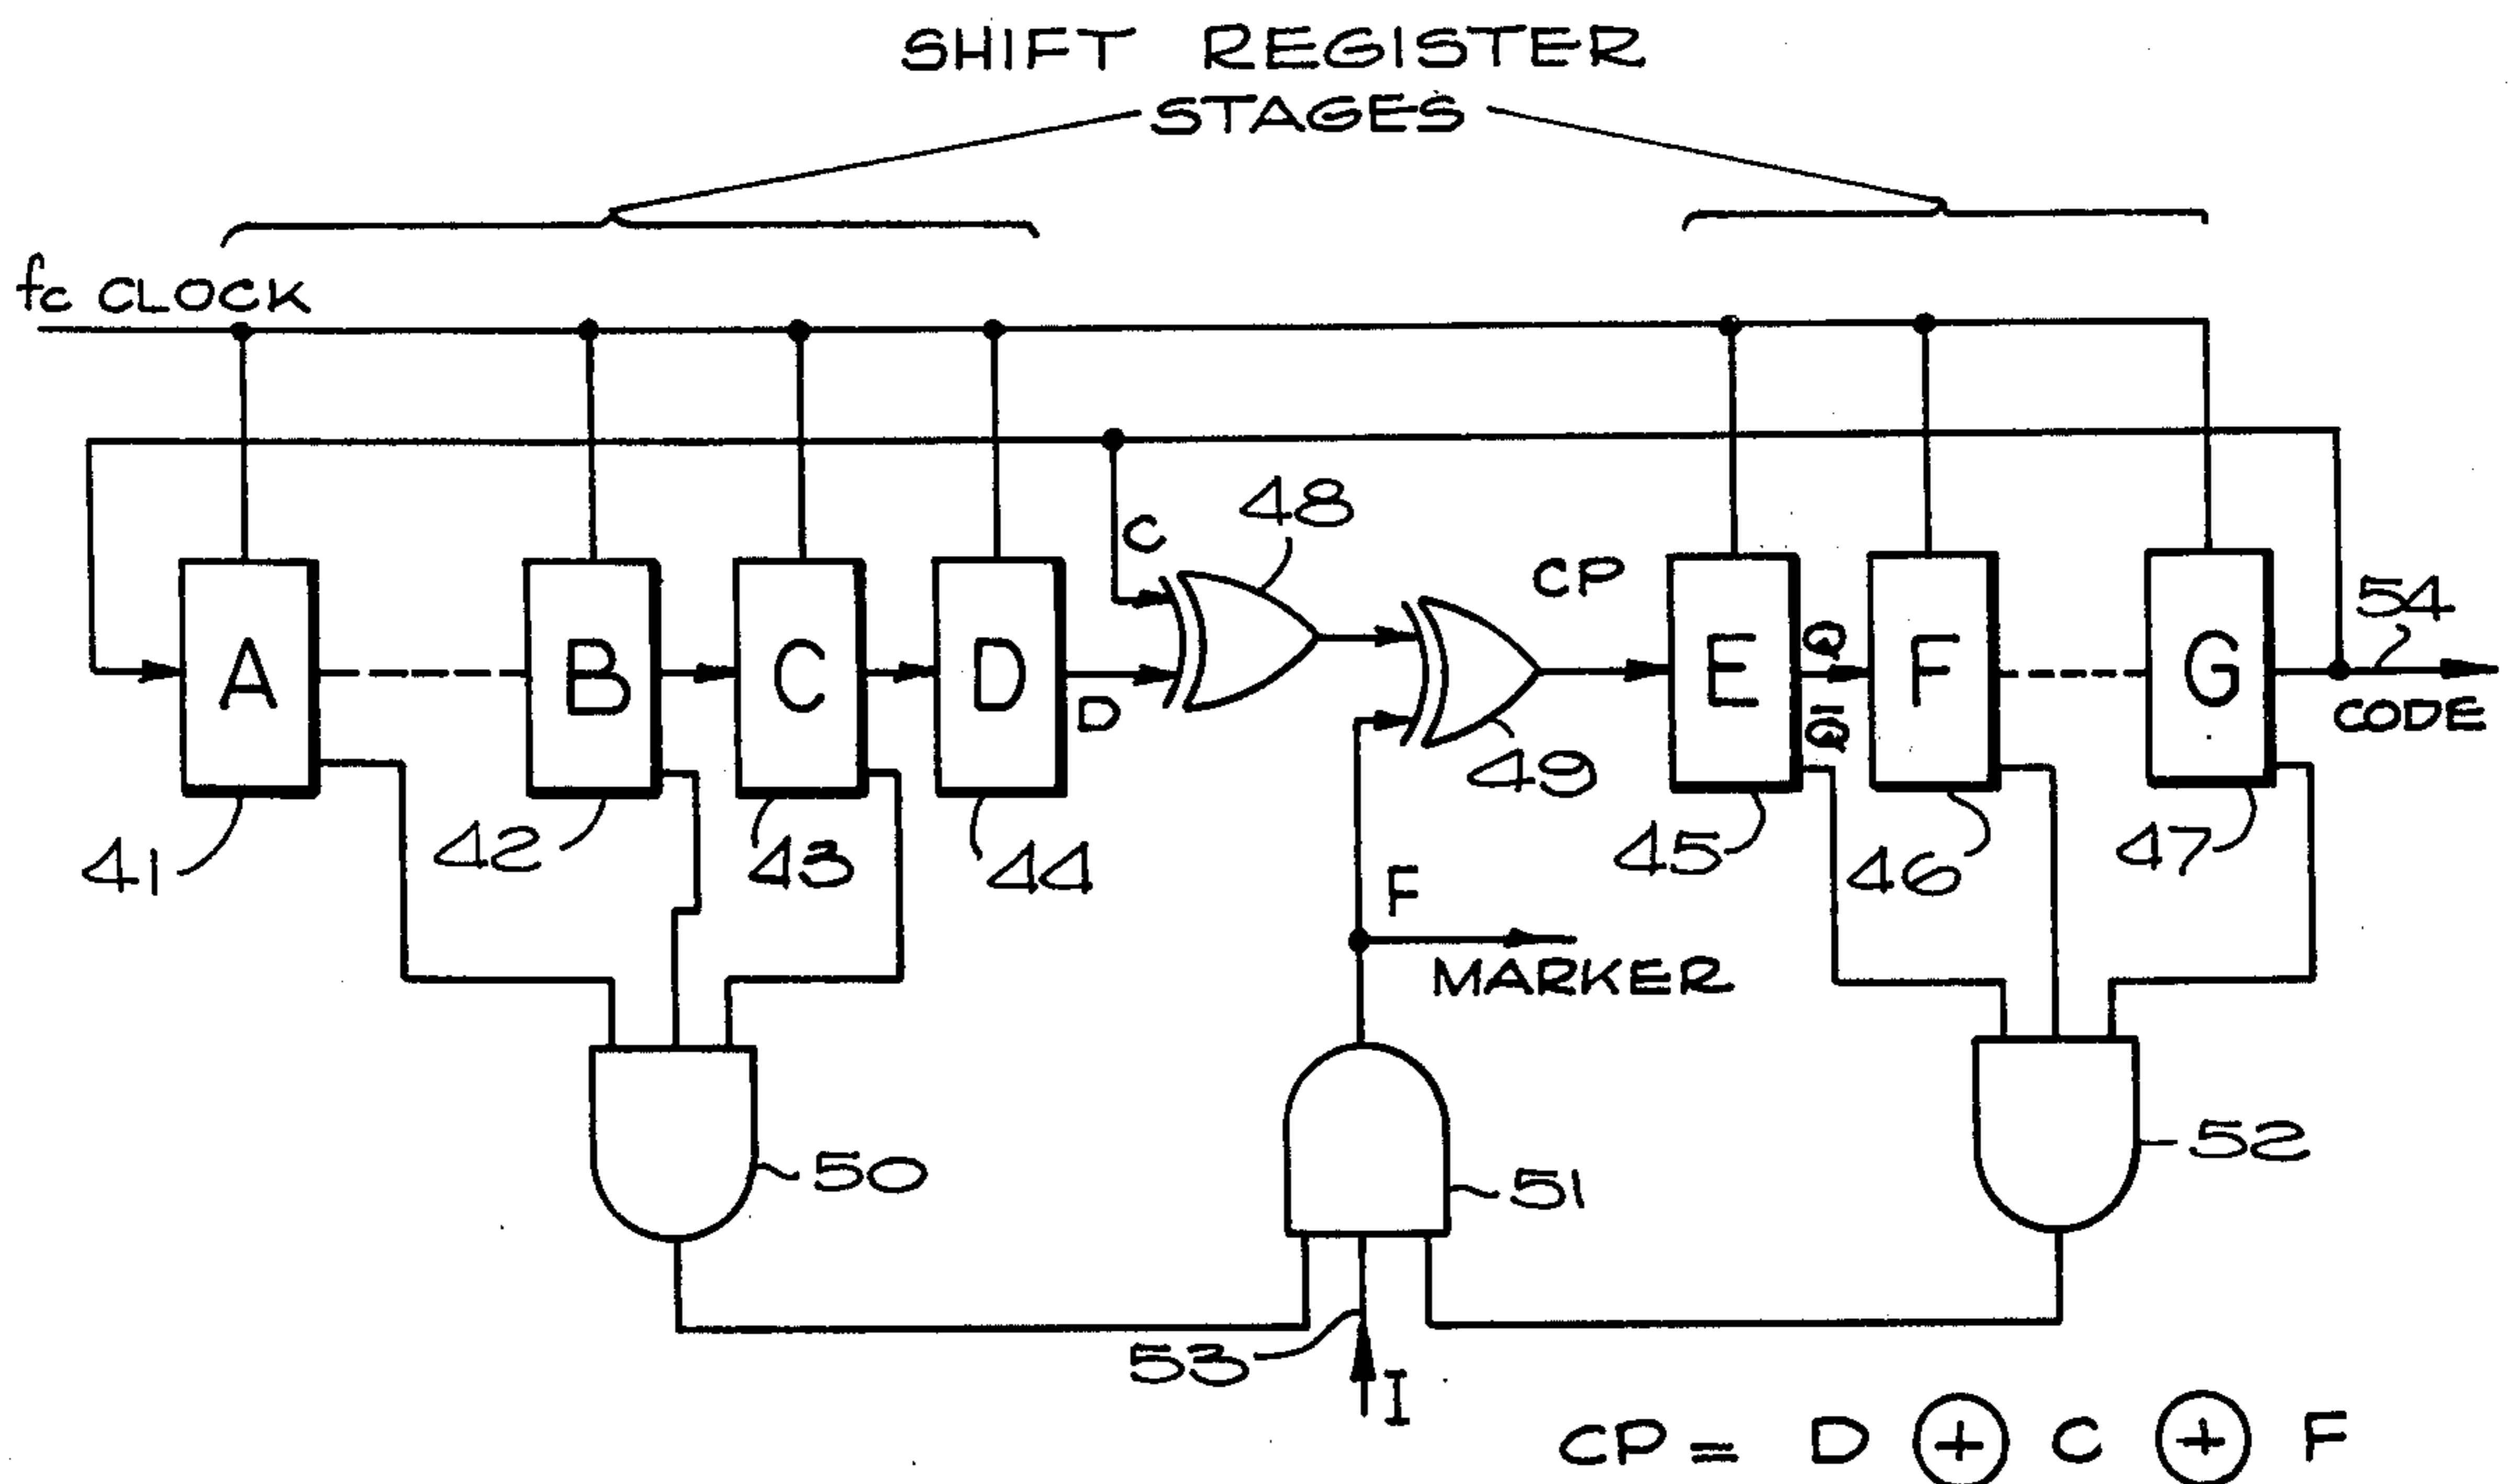 SHIFT REGISTER
STAGES
fc CLOCK
48
C
CP
54
A
B
C
D
E
Q
F
G
D
Q̄
CODE
49
41
42
43
44
45
46
47
F
MARKER
50
51
52
53
I
CP = D ⊕ C ⊕ F